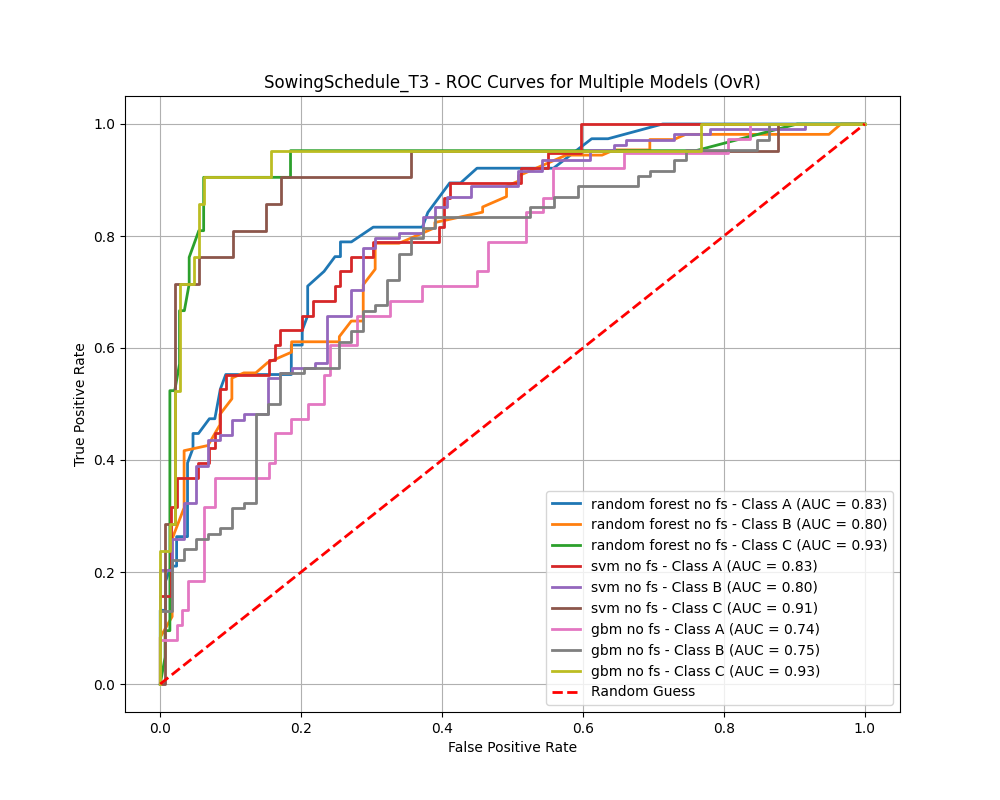 SowingSchedule_T3 - ROC Curves for Multiple Models (OvR)
1.0
0.8
0.6
0.4
0.2
0.0
True Positive Rate
random forest no fs - Class A (AUC = 0.83)
random forest no fs - Class B (AUC = 0.80)
random forest no fs - Class C (AUC = 0.93)
svm no fs - Class A (AUC = 0.83)
svm no fs - Class B (AUC = 0.80)
svm no fs - Class C (AUC = 0.91)
gbm no fs - Class A (AUC = 0.74)
gbm no fs - Class B (AUC = 0.75)
gbm no fs - Class C (AUC = 0.93)
Random Guess
0.0 0.2 0.4 0.6 0.8 1.0
False Positive Rate